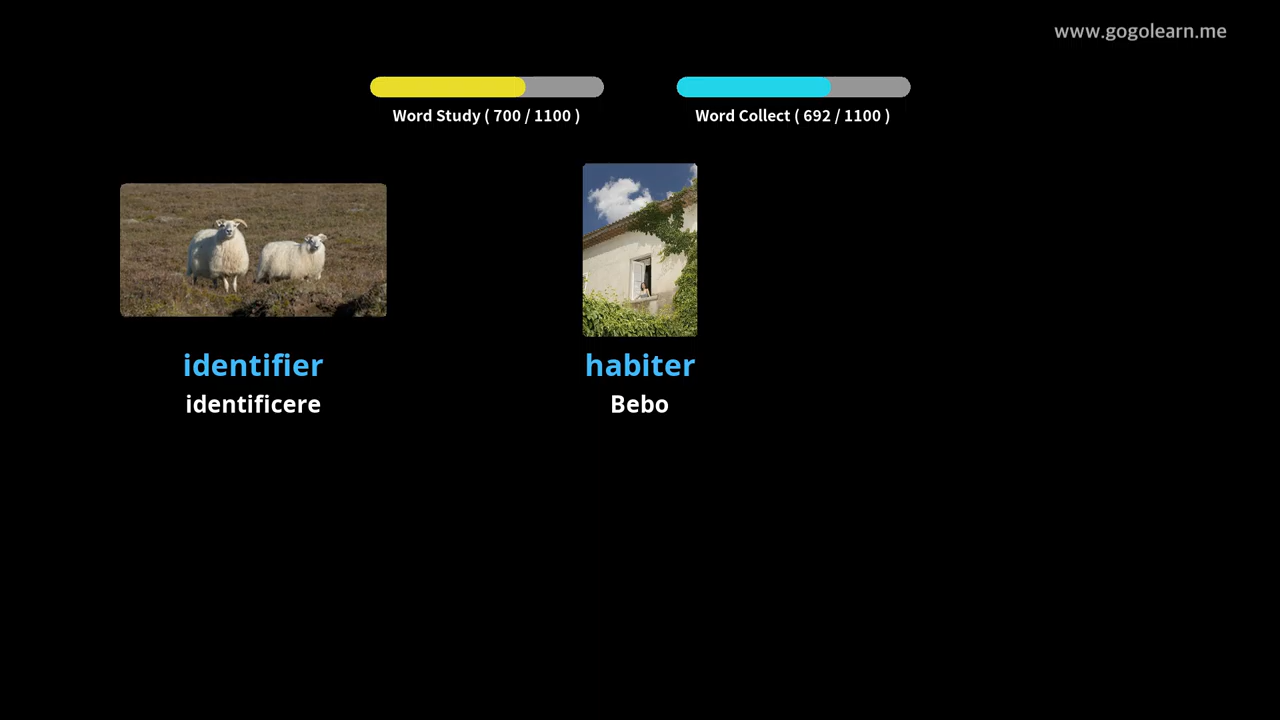 www.gogolearn.me
Word Study ( 700 / 1100 )
Word Collect ( 692 / 1100 )
identifier
identificere
habiter
Bebo